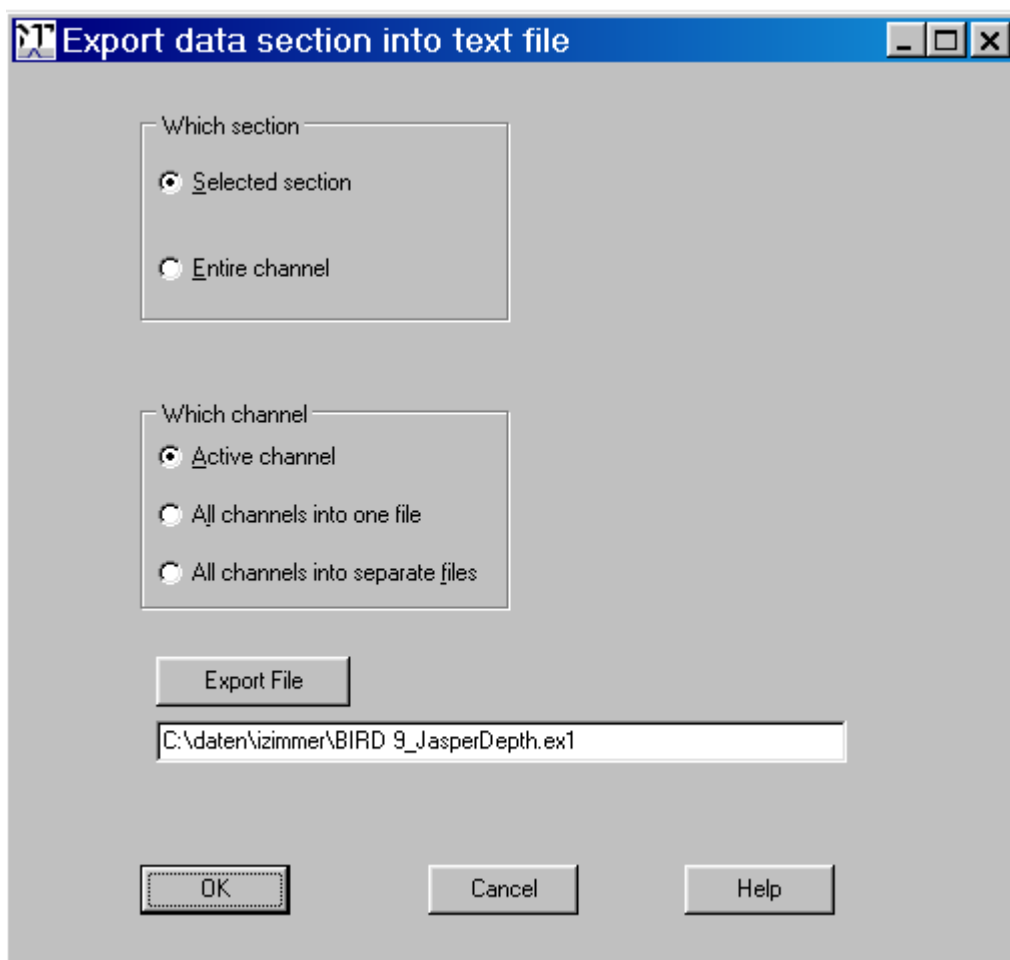 Export data section into text file
Which section
Selected section
Entire channel
Which channel
Active channel
All channels into one file
All channels into separate files
Export File
C:\daten\izimmer\BIRD 9_JasperDepth.ex1
OK Cancel Help